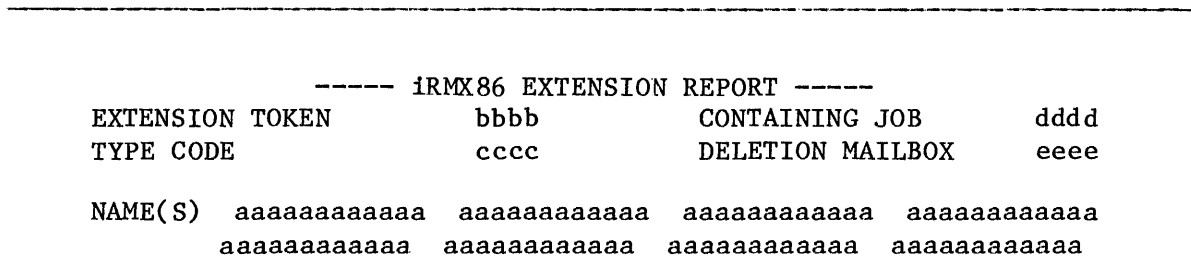 ----- iRMX86 EXTENSION REPORT -----
EXTENSION TOKEN bbbb CONTAINING JOB dddd
TYPE CODE cccc DELETION MAILBOX eeee
NAME(S) aaaaaaaaaaaa aaaaaaaaaaaa aaaaaaaaaaaa aaaaaaaaaaaa
aaaaaaaaaaaa aaaaaaaaaaaa aaaaaaaaaaaa aaaaaaaaaaaa